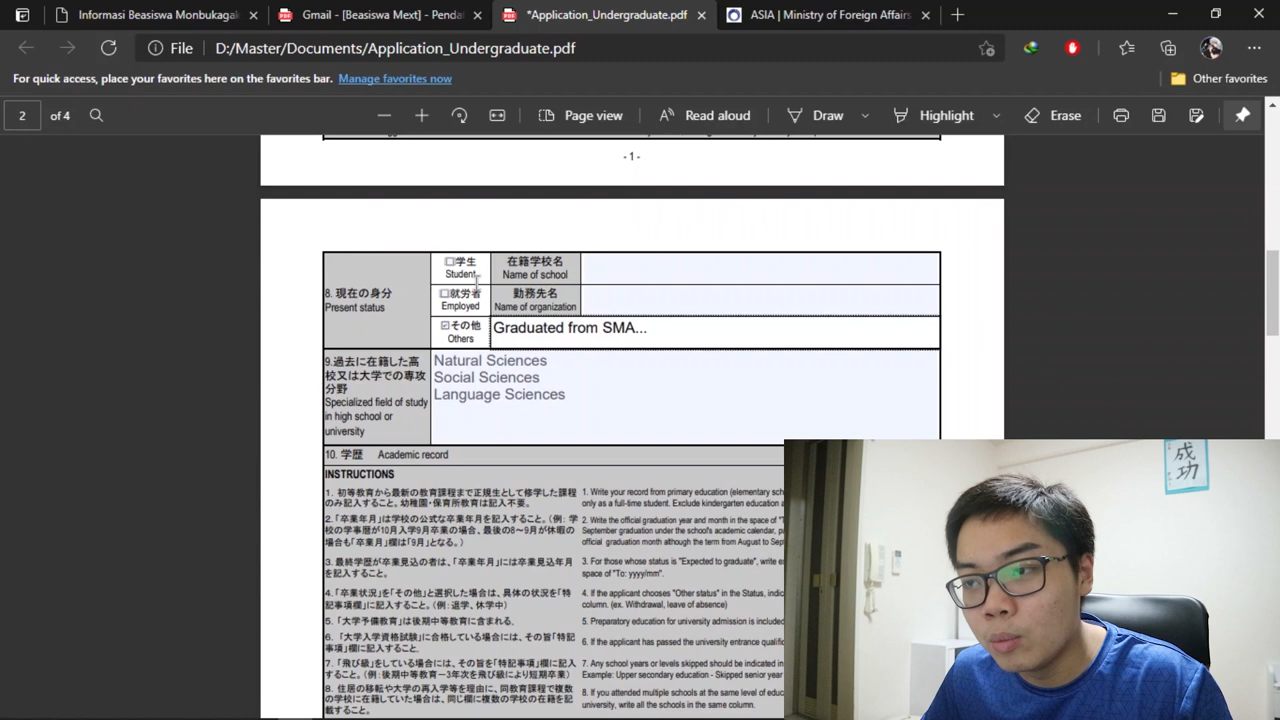 Informasi Beasiswa Monbukagak
Gmail - [Beasiswa Mext] - Pendaf
*Application_Undergraduate.pdf
ASIA | Ministry of Foreign Affairs
File
D:/Master/Documents/Application_Undergraduate.pdf
For quick access, place your favorites here on the favorites bar. Manage favorites now
Other favorites
2 of 4
Page view
Read aloud
Draw
Highlight
Erase
- 1 -
8. 現在の身分
Present status
学生
Student
在籍学校名
Name of school
就労者
Employed
勤務先名
Name of organization
その他
Others
Graduated from SMA...
9.過去に在籍した高
校又は大学での専攻
分野
Specialized field of study
in high school or
university
Natural Sciences
Social Sciences
Language Sciences
10. 学歴 Academic record
INSTRUCTIONS
1. 初等教育から最新の教育課程まで正規生として修学した課程
のみ記入すること。幼稚園・保育所教育は記入不要。
2.「卒業年月」は学校の公式な卒業年月を記入すること。(例: 学
校の学事暦が10月入学9月卒業の場合、最後の8～9月が休暇の
場合も「卒業月」欄は「9月」となる。)
3. 最終学歴が卒業見込の者は、「卒業年月」には卒業見込年月
を記入すること。
4.「卒業状況」を「その他」と選択した場合は、具体の状況を「特
記事項」欄に記入すること。(例: 退学、休学中)
5.「大学予備教育」は後期中等教育に含まれる.
6. 「大学入学資格試験」に合格している場合には、その旨「特記
事項」欄に記入すること。
7.「飛び級」をしている場合には、その旨を「特記事項」欄に記入
すること。(例: 後期中等教育－3年次を飛び級により短期卒業)
8. 住居の移転や大学の再入学等を理由に、同教育課程で複数
の学校に在籍していた場合は、同じ欄に複数の学校の在籍を記
載すること。
1. Write your record from primary education (elementary sch
only as a full-time student. Exclude kindergarten education a
2. Write the official graduation year and month in the space of "T
September graduation under the school's academic calendar,
official graduation month although the term from August to Sep
3. For those whose status is "Expected to graduate", write ex
space of "To: yyyy/mm".
4. If the applicant chooses "Other status" in the Status, indic
column. (ex. Withdrawal, leave of absence)
5. Preparatory education for university admission is included
6. If the applicant has passed the university entrance qualific
7. Any school years or levels skipped should be indicated in
Example: Upper secondary education - Skipped senior year
8. If you attended multiple schools at the same level of educ
university, write all the schools in the same column.
成
功